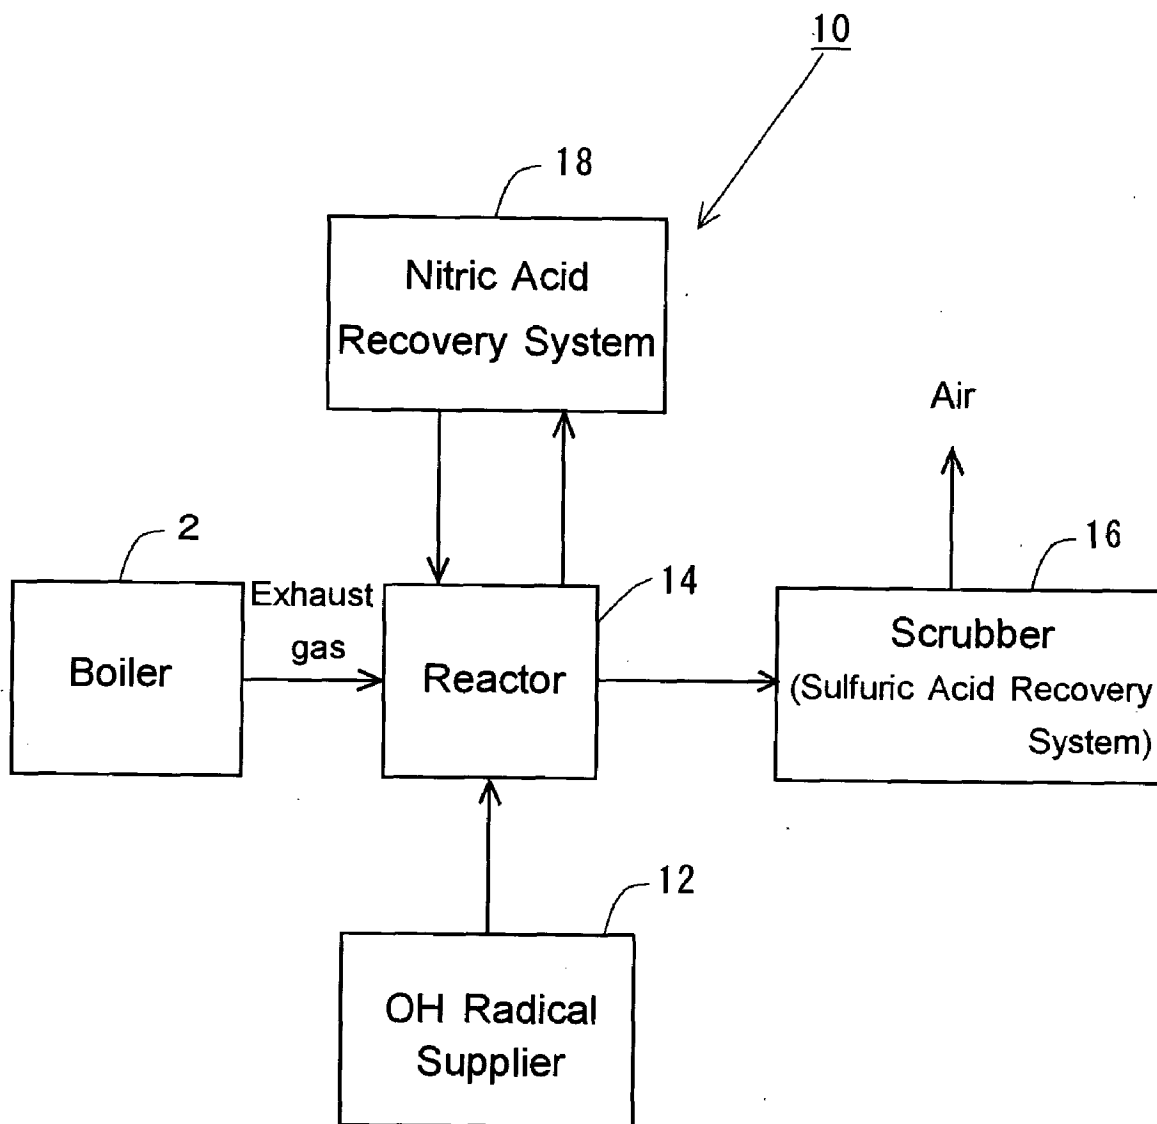 10
18
Nitric Acid
Recovery System
Air
2
16
Exhaust
gas
14
Boiler
Reactor
Scrubber
(Sulfuric Acid Recovery
System)
12
OH Radical
Supplier